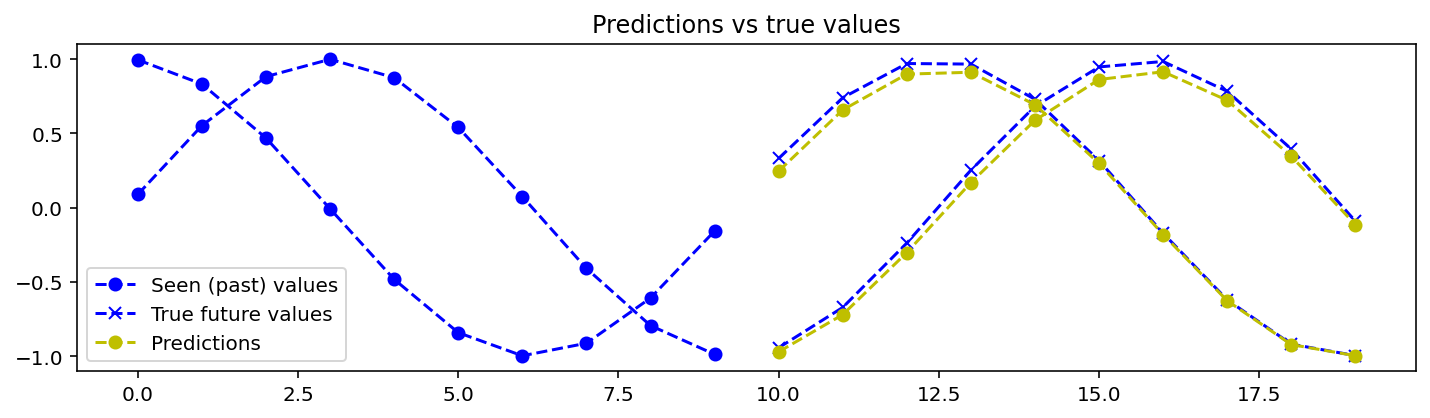 Predictions vs true values
1.0
0.5
0.0
−0.5
−1.0
Seen (past) values
True future values
Predictions
0.0 2.5 5.0 7.5 10.0 12.5 15.0 17.5